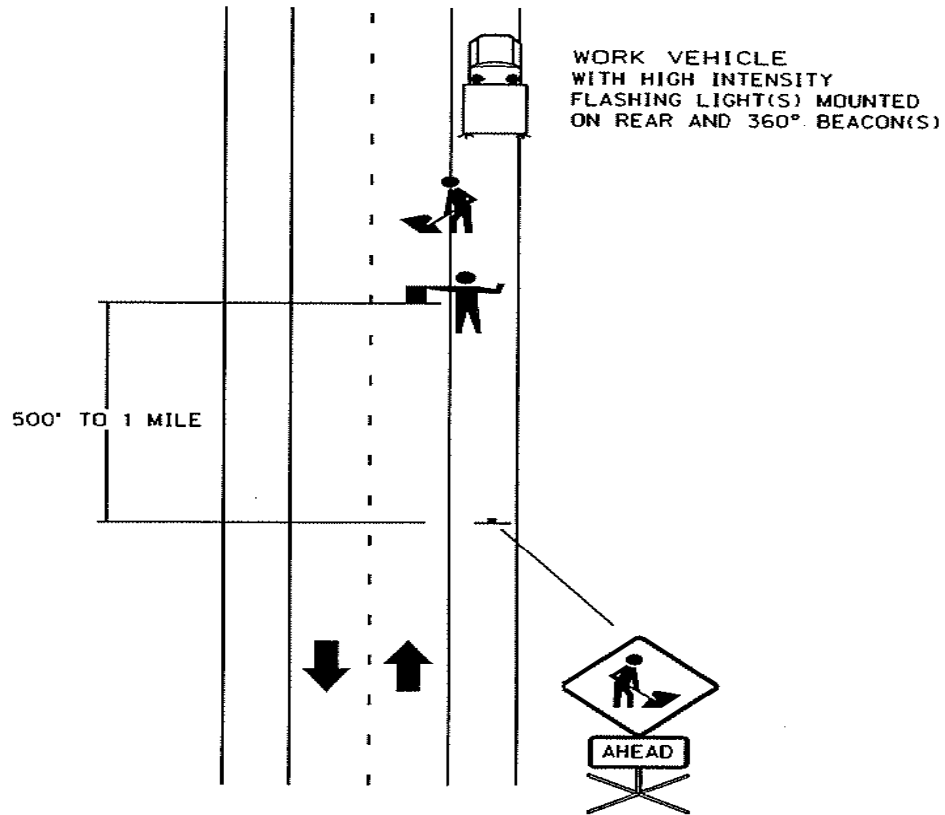 WORK VEHICLE
WITH HIGH INTENSITY
FLASHING LIGHT(S) MOUNTED
ON REAR AND 360° BEACON(S)
500' TO 1 MILE
AHEAD